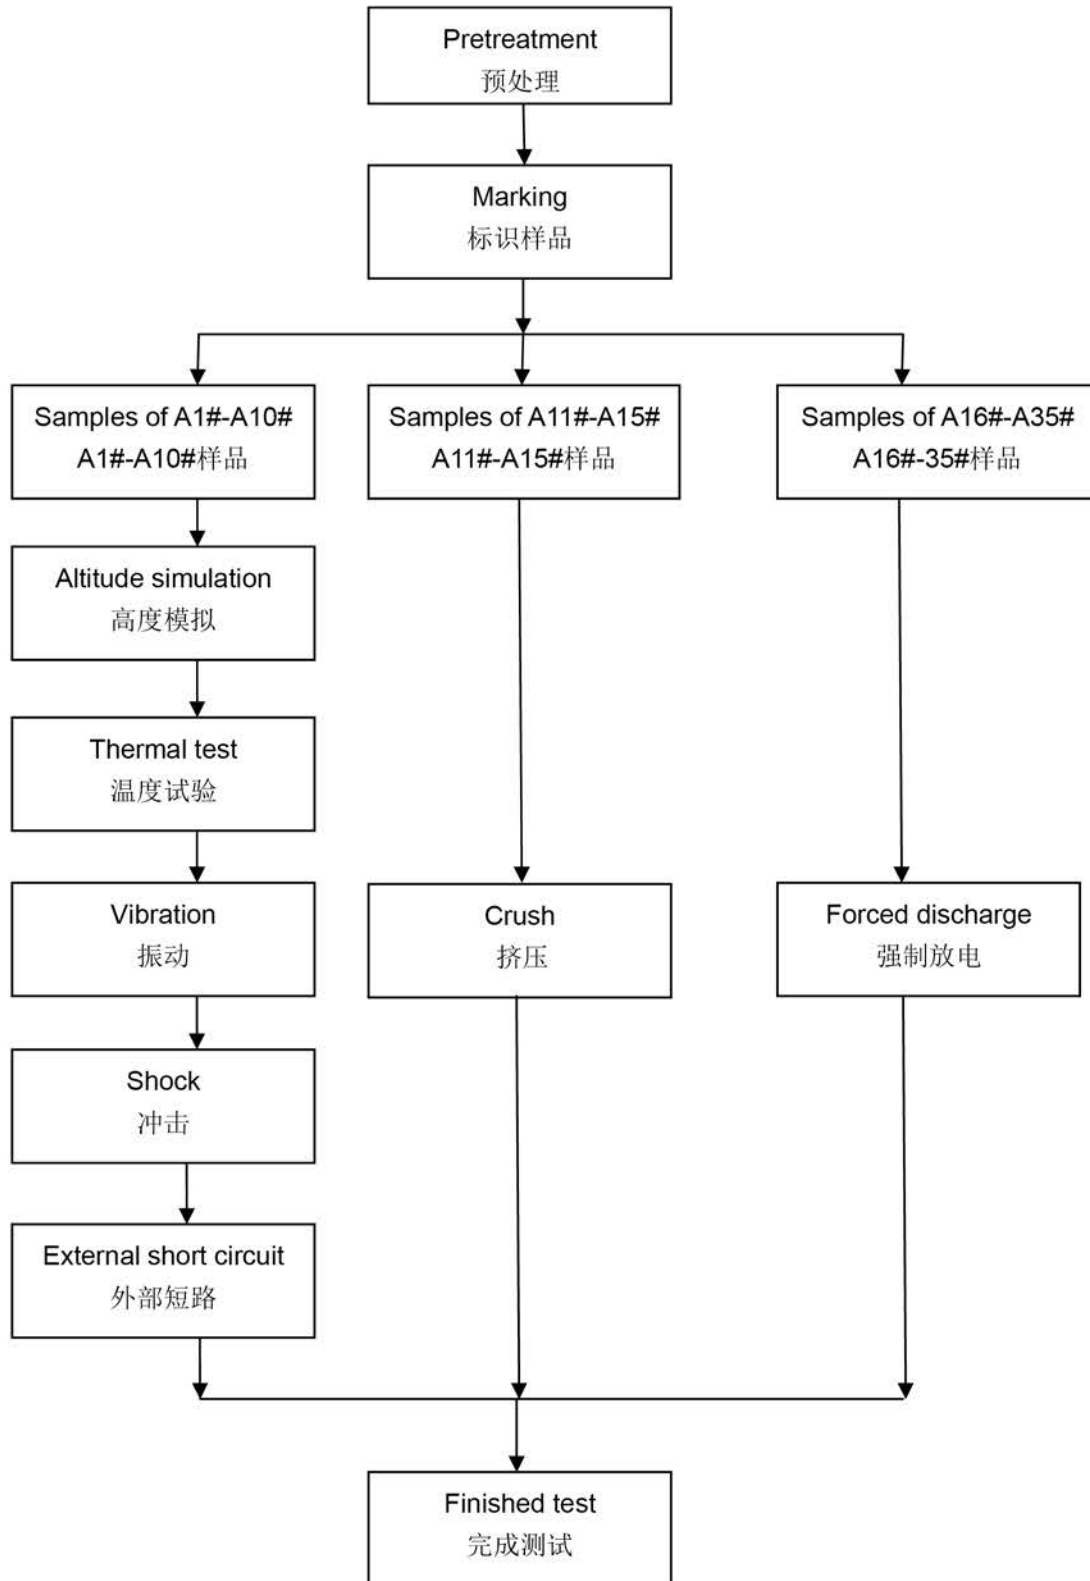 Pretreatment
预处理
Marking
标识样品
Samples of A1#-A10#
A1#-A10#样品
Samples of A11#-A15#
A11#-A15#样品
Samples of A16#-A35#
A16#-35#样品
Altitude simulation
高度模拟
Thermal test
温度试验
Vibration
振动
Crush
挤压
Forced discharge
强制放电
Shock
冲击
External short circuit
外部短路
Finished test
完成测试